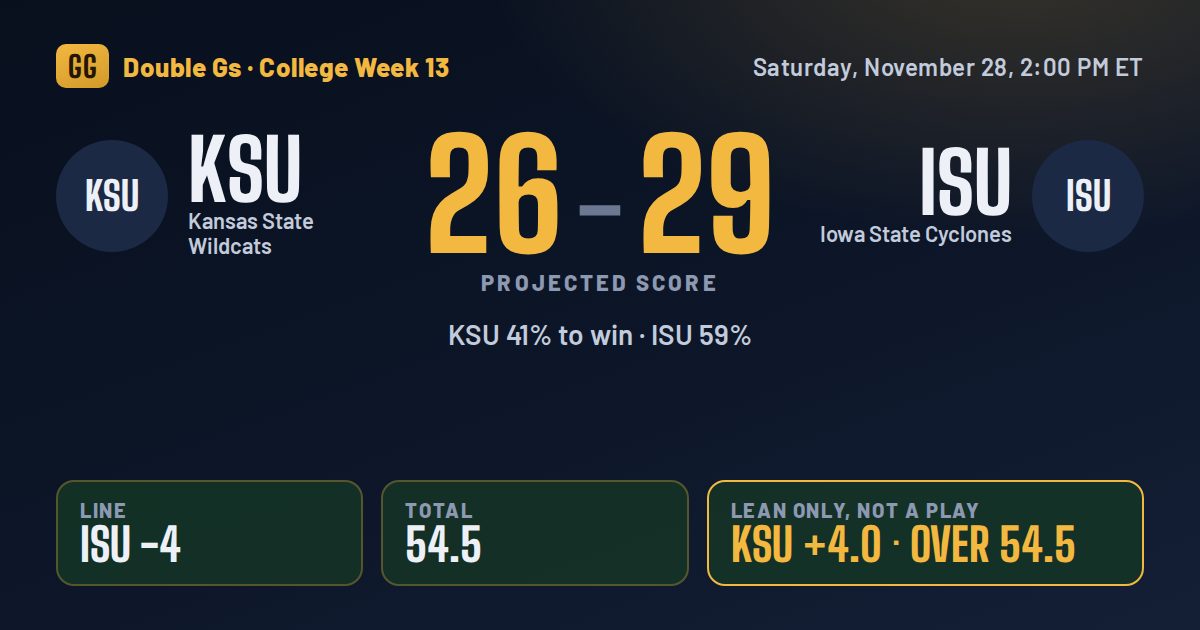 GG Double Gs · College Week 13
Saturday, November 28, 2:00 PM ET
KSU
KSU
Kansas State
Wildcats
26 – 29
PROJECTED SCORE
KSU 41% to win · ISU 59%
ISU
Iowa State Cyclones
ISU
LINE
ISU −4
TOTAL
54.5
LEAN ONLY, NOT A PLAY
KSU +4.0 · OVER 54.5